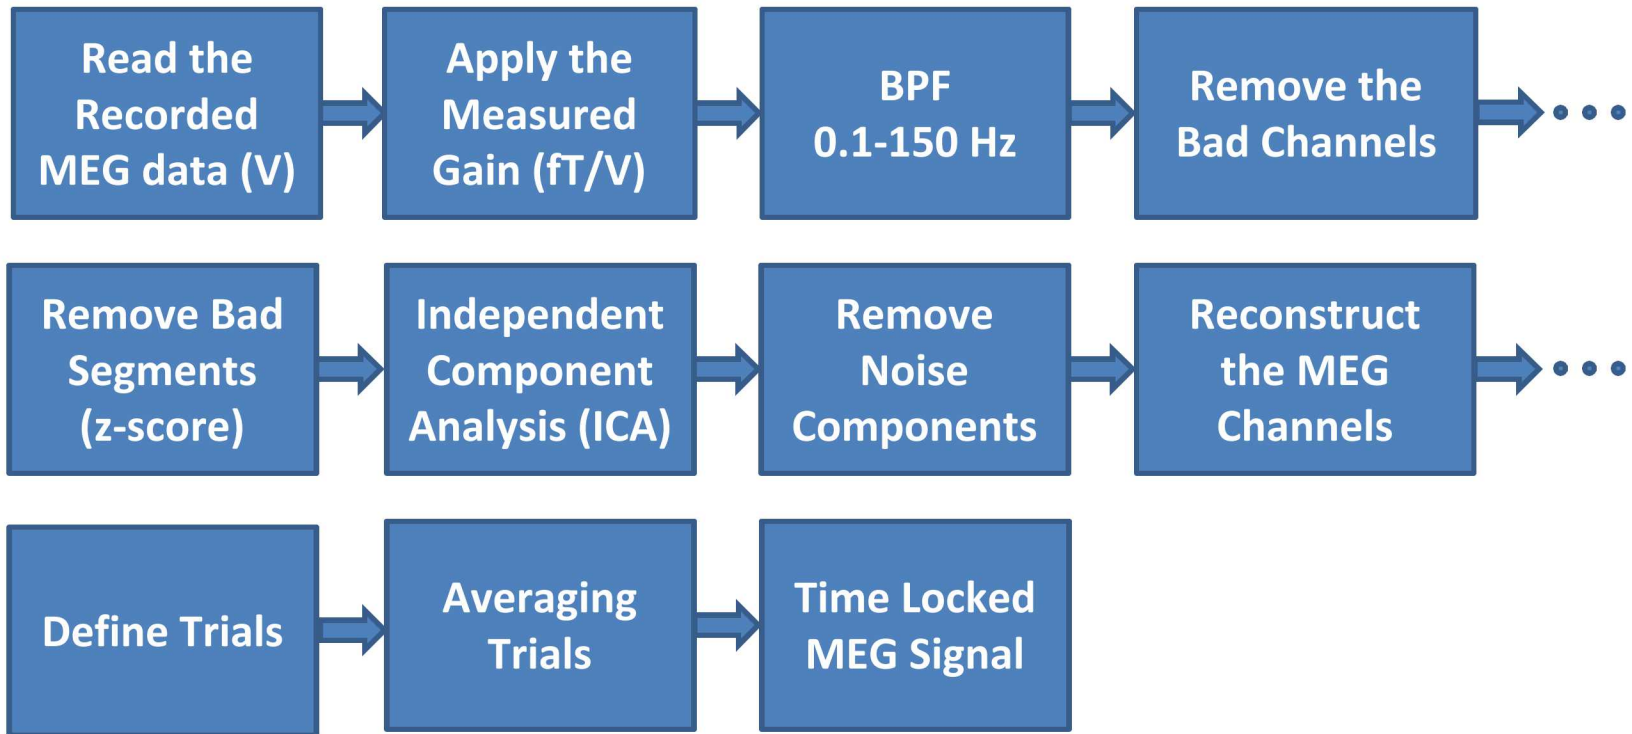 Read the
Recorded
MEG data (V)
Apply the
Measured
Gain (fT/V)
BPF
0.1-150 Hz
Remove the
Bad Channels
Remove Bad
Segments
(z-score)
Independent
Component
Analysis (ICA)
Remove
Noise
Components
Reconstruct
the MEG
Channels
Define Trials
Averaging
Trials
Time Locked
MEG Signal